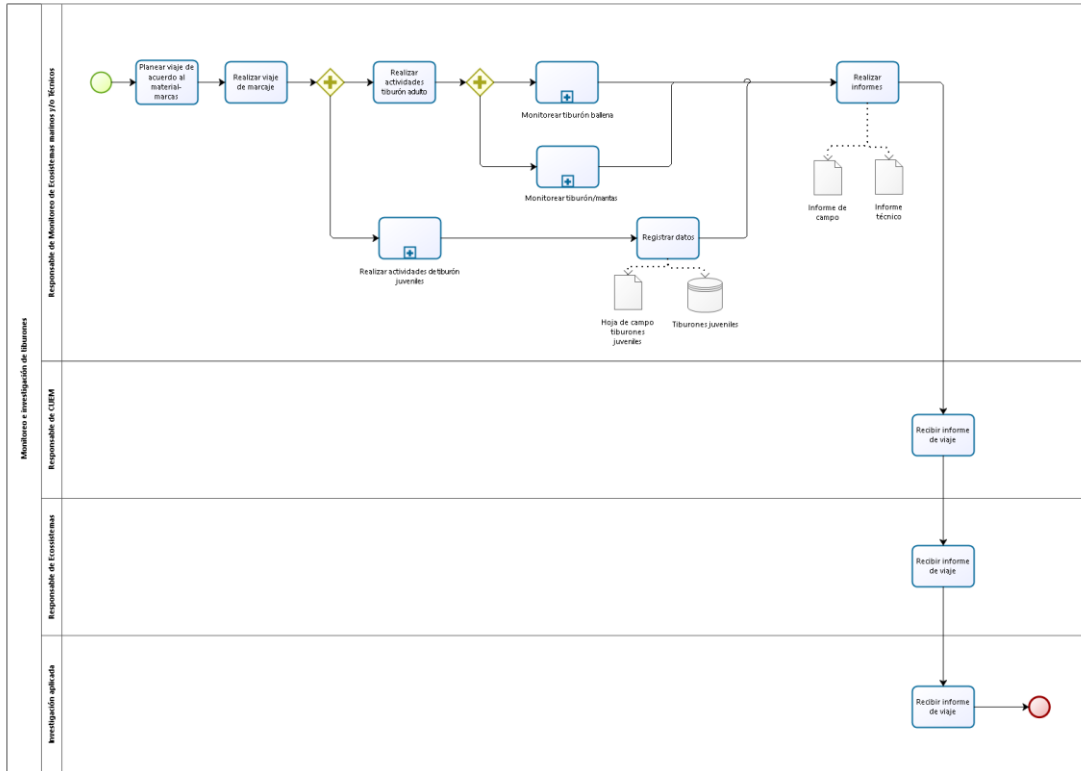 Monitoreo e investigación de tiburones
Responsable de Monitoreo de Ecosistemas marinos y/o Técnicos
Planear viaje de
acuerdo al
material-
marcas
Realizar viaje
de marcaje
Realizar
actividades
tiburón adulto
Monitorear tiburón ballena
Realizar
informes
Monitorear tiburón/mantas
Informe de
campo
Informe
técnico
Realizar actividades de tiburón
juveniles
Registrar datos
Hoja de campo
tiburones
juveniles
Tiburones juveniles
Responsable de CUEM
Recibir informe
de viaje
Responsable de Ecossistemas
Recibir informe
de viaje
Investigación aplicada
Recibir informe
de viaje